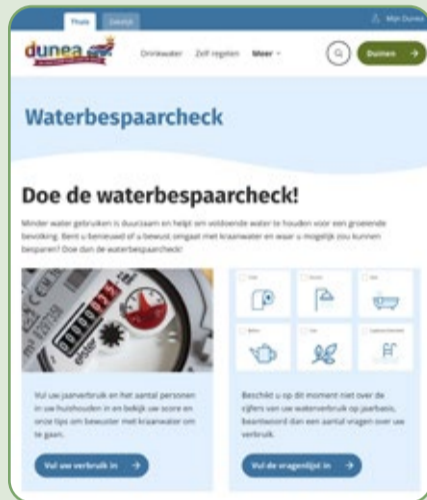 Thuis
Zakelijk
Mijn Dunea
dunea
Drinkwater
Zelf regelen
Meer
Duinen
Waterbespaarcheck
Doe de waterbespaarcheck!
Minder water gebruiken is duurzaam en helpt om voldoende water te houden voor een groeiende
bevolking. Bent u benieuwd of u bewust omgaat met kraanwater en waar u mogelijk zou kunnen
besparen? Doe dan de waterbespaarcheck!
elster
Vul uw jaarverbruik en het aantal personen
in uw huishouden in en bekijk uw score en
onze tips om bewuster met kraanwater om
te gaan.
Vul uw verbruik in
Beschikt u op dit moment niet over de
cijfers van uw waterverbruik op jaarbasis,
beantwoord dan een aantal vragen over uw
verbruik.
Vul de vragenlijst in